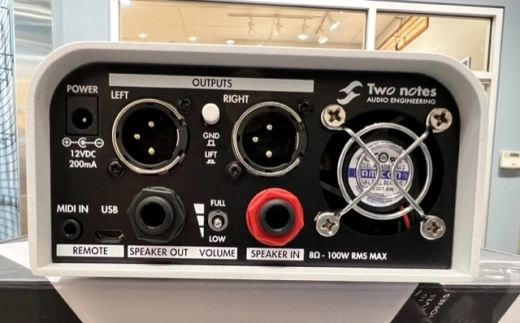 OUTPUTS
POWER
LEFT
RIGHT
Two notes
AUDIO ENGINEERING
12VDC
200mA
GND
LIFT
MIDI IN
USB
FULL
LOW
REMOTE
SPEAKER OUT
VOLUME
SPEAKER IN
8Ω - 100W RMS MAX